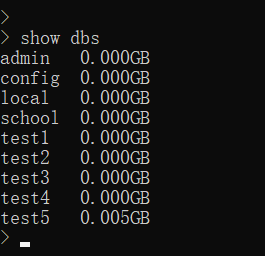 >
> show dbs
admin   0.000GB
config  0.000GB
local   0.000GB
school  0.000GB
test1   0.000GB
test2   0.000GB
test3   0.000GB
test4   0.000GB
test5   0.005GB
>